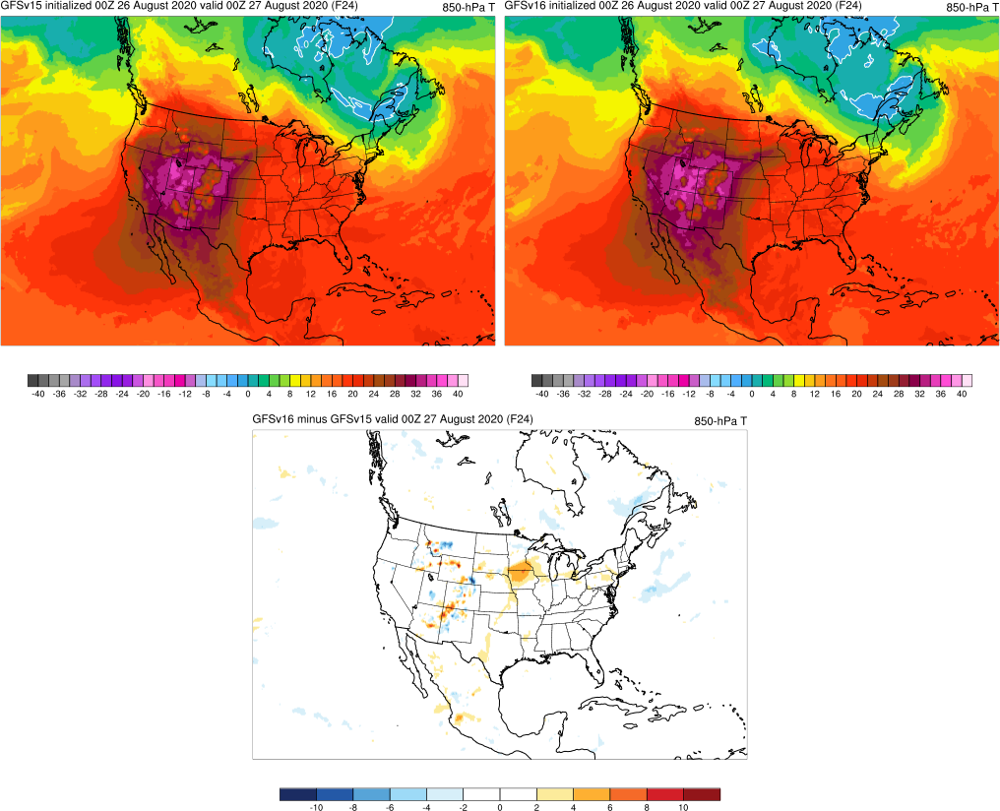 GFSv15 initialized 00Z 26 August 2020 valid 00Z 27 August 2020 (F24) 850-hPa T
GFSv16 initialized 00Z 26 August 2020 valid 00Z 27 August 2020 (F24) 850-hPa T
-40 -36 -32 -28 -24 -20 -16 -12 -8 -4 0 4 8 12 16 20 24 28 32 36 40
-40 -36 -32 -28 -24 -20 -16 -12 -8 -4 0 4 8 12 16 20 24 28 32 36 40
GFSv16 minus GFSv15 valid 00Z 27 August 2020 (F24) 850-hPa T
-10 -8 -6 -4 -2 0 2 4 6 8 10